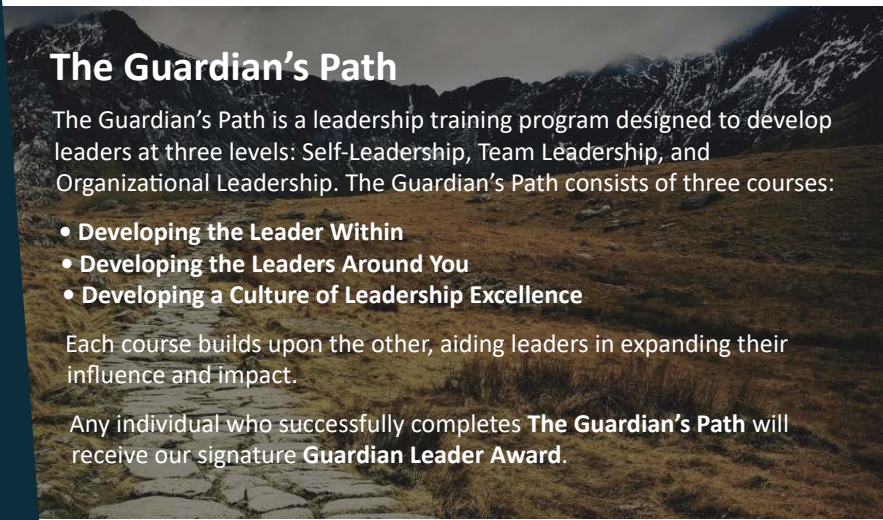 The Guardian’s Path
The Guardian’s Path is a leadership training program designed to develop
leaders at three levels: Self-Leadership, Team Leadership, and
Organizational Leadership. The Guardian’s Path consists of three courses:
• Developing the Leader Within
• Developing the Leaders Around You
• Developing a Culture of Leadership Excellence
Each course builds upon the other, aiding leaders in expanding their
influence and impact.
Any individual who successfully completes The Guardian’s Path will
receive our signature Guardian Leader Award.